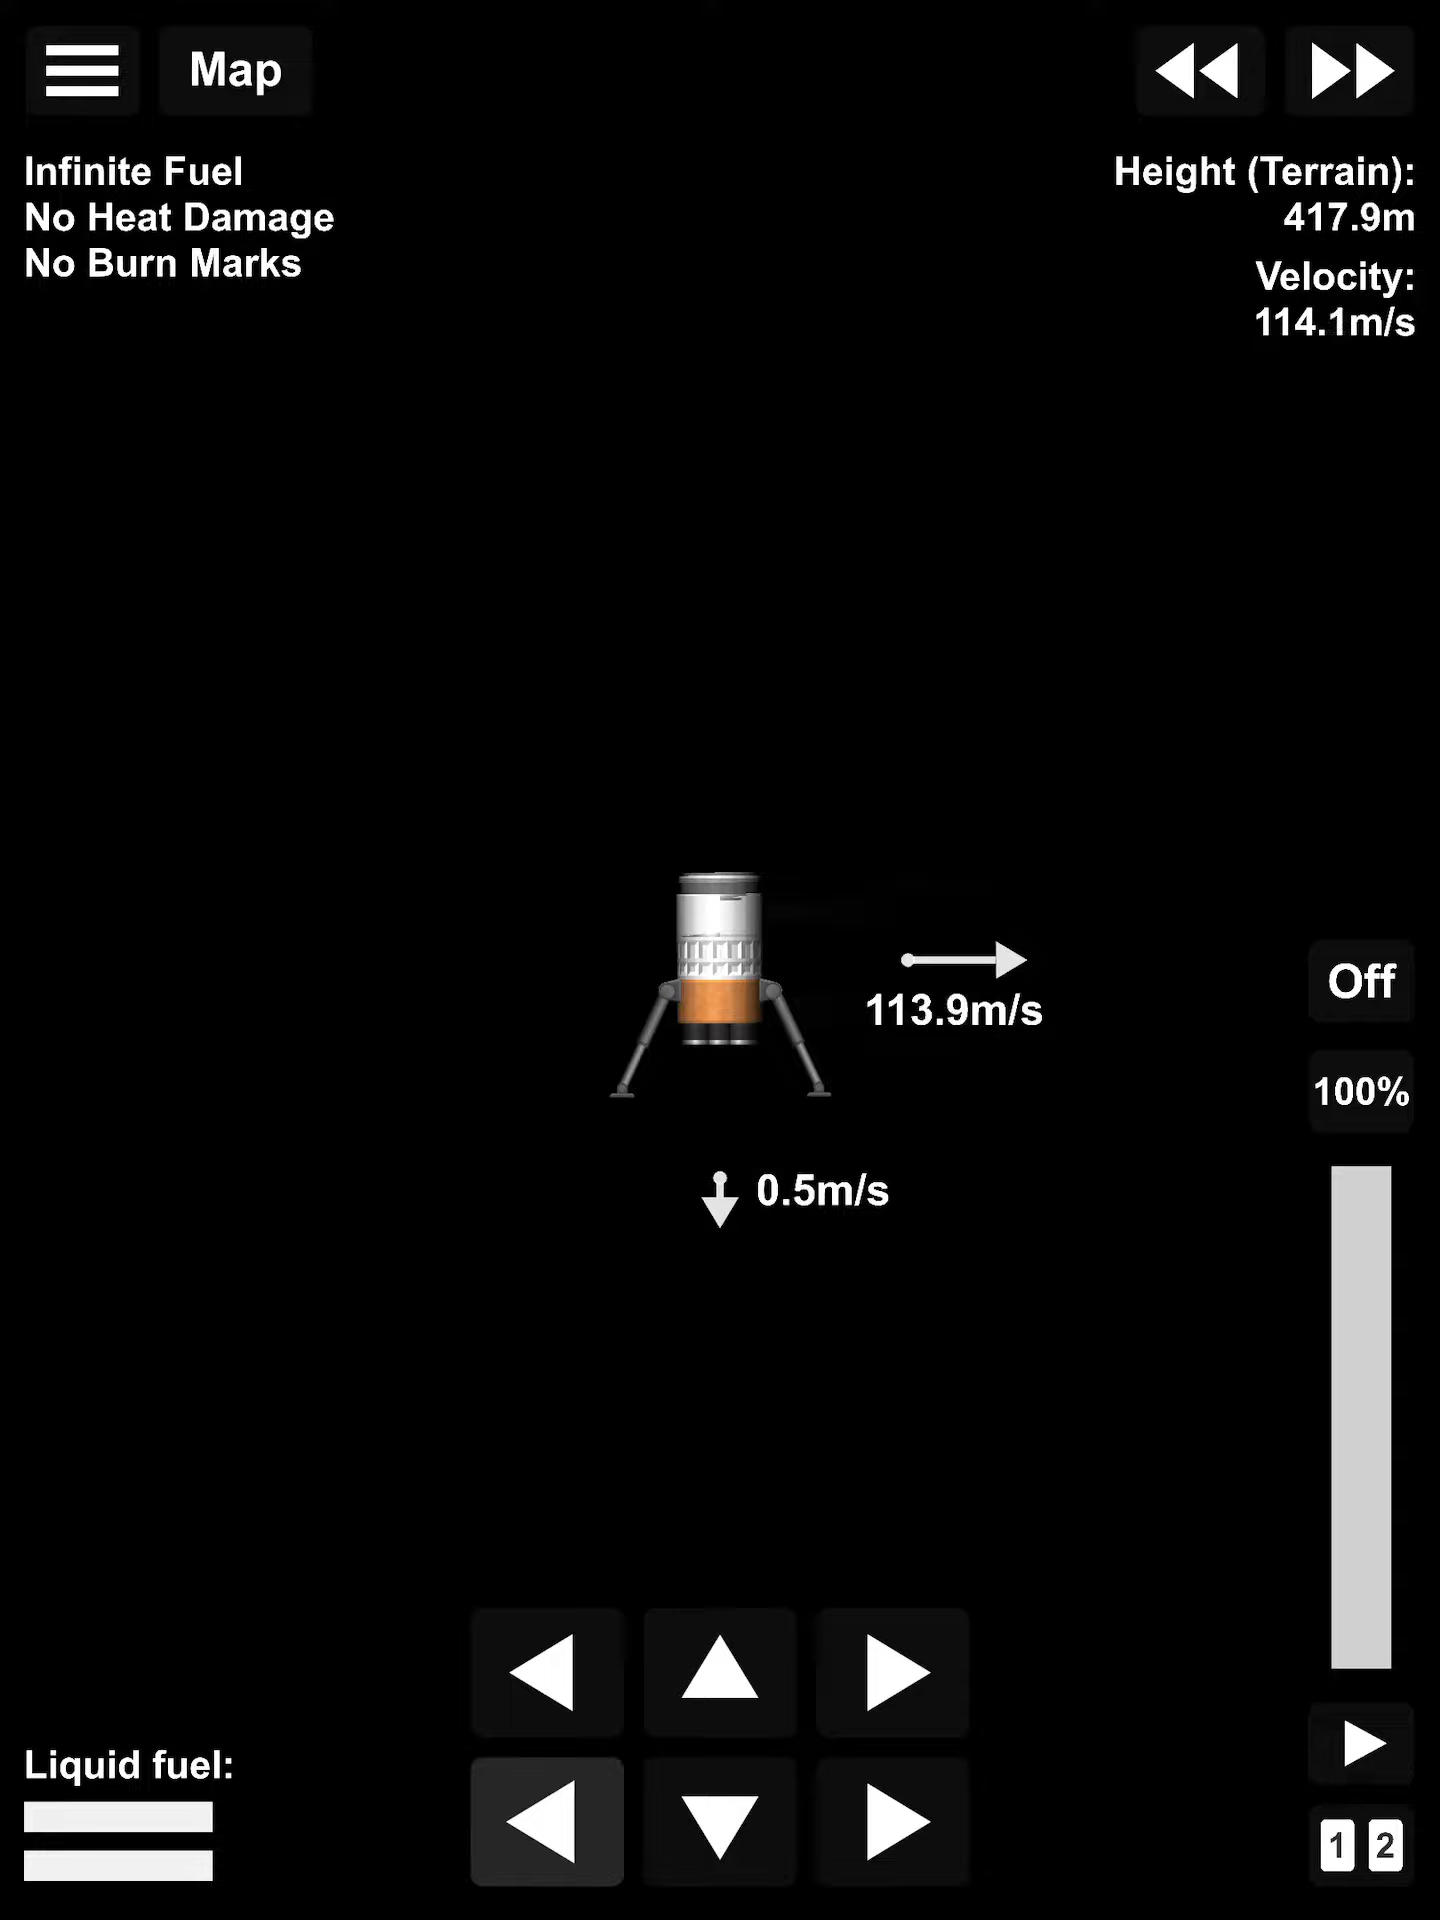 Map
Infinite Fuel
No Heat Damage
No Burn Marks
Height (Terrain):
417.9m
Velocity:
114.1m/s
113.9m/s
0.5m/s
Off
100%
Liquid fuel:
1 2